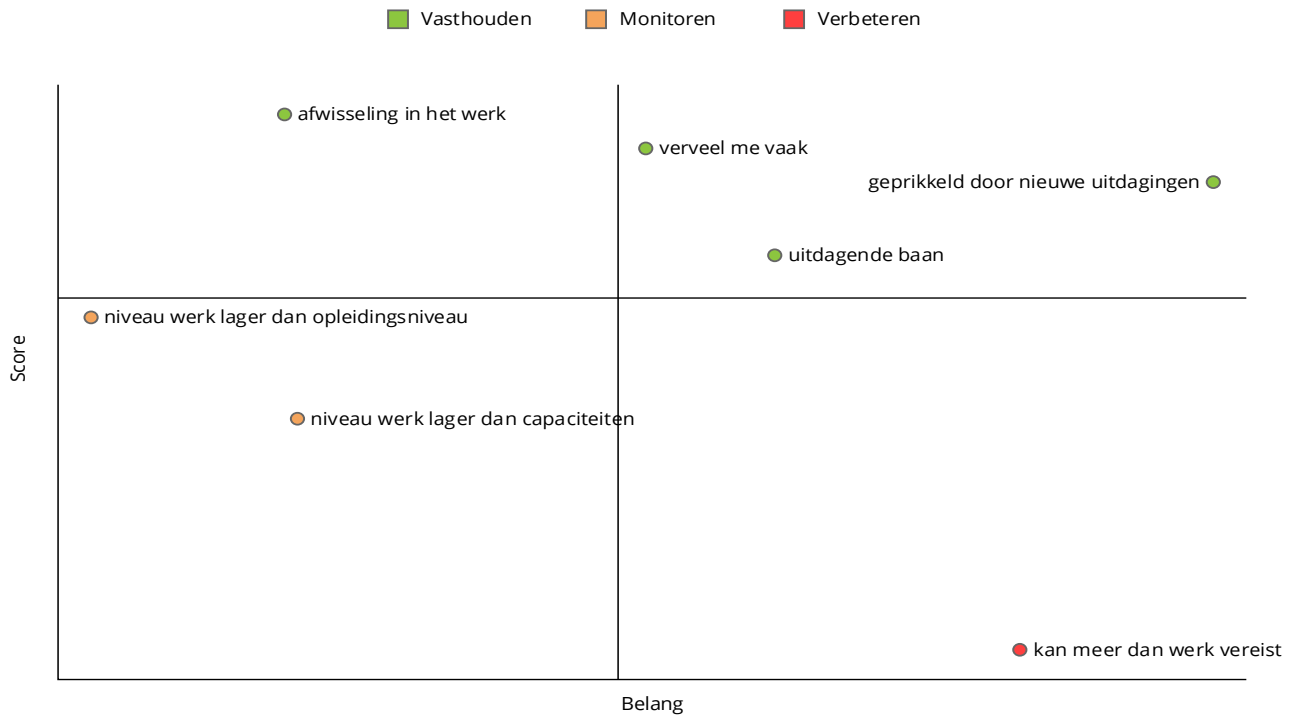 Vasthouden
Monitoren
Verbeteren
afwisseling in het werk
verveel me vaak
geprikkeld door nieuwe uitdagingen
uitdagende baan
niveau werk lager dan opleidingsniveau
Score
niveau werk lager dan capaciteiten
kan meer dan werk vereist
Belang